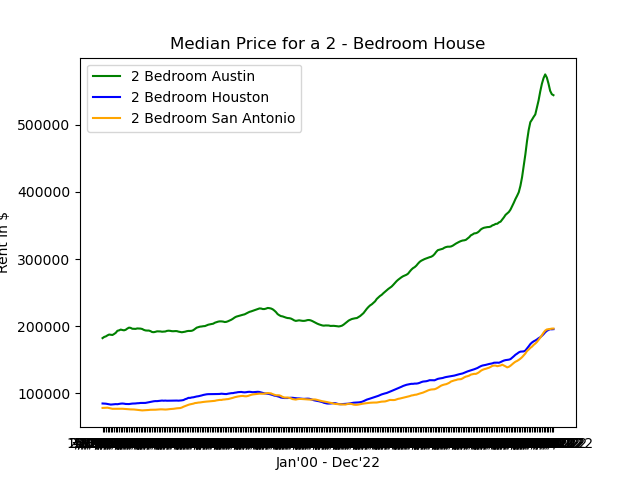 Median Price for a 2 - Bedroom House
2 Bedroom Austin
2 Bedroom Houston
2 Bedroom San Antonio
500000
400000
300000
200000
100000
Rent in $
Jan'00 - Dec'22